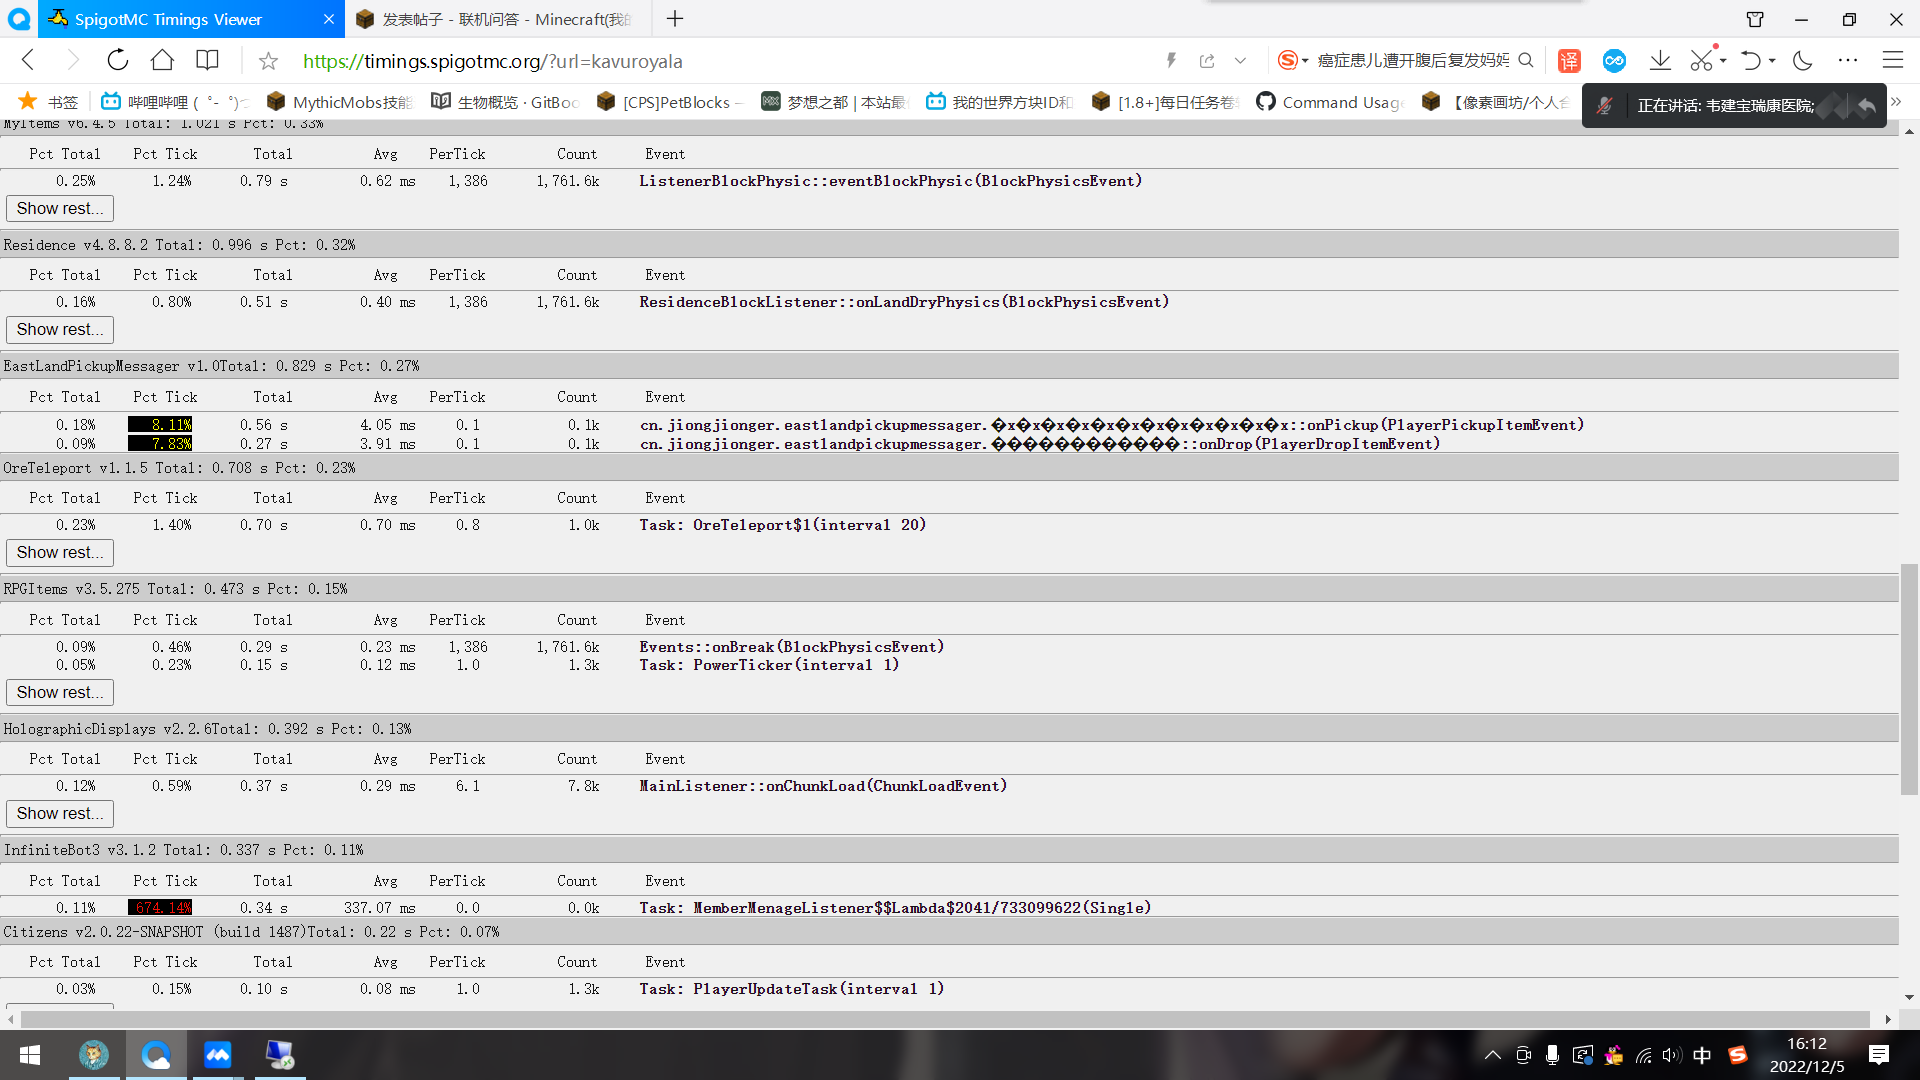 SpigotMC Timings Viewer
发表帖子 - 联机问答 - Minecraft(我的
https://timings.spigotmc.org/?url=kavuroyala
癌症患儿遭开腹后复发妈妈
译
书签
哔哩哔哩 ( ゜- ゜)つ
MythicMobs技能
生物概览 · GitBoo
[CPS]PetBlocks –
梦想之都 | 本站最
我的世界方块ID和
[1.8+]每日任务卷
Command Usage
【像素画坊/个人合
正在讲话: 韦建宝瑞康医院;
MyItems v6.4.5 Total: 1.021 s Pct: 0.33%
Pct Total Pct Tick Total Avg PerTick Count Event
0.25% 1.24% 0.79 s 0.62 ms 1,386 1,761.6k ListenerBlockPhysic::eventBlockPhysic(BlockPhysicsEvent)
Show rest...
Residence v4.8.8.2 Total: 0.996 s Pct: 0.32%
Pct Total Pct Tick Total Avg PerTick Count Event
0.16% 0.80% 0.51 s 0.40 ms 1,386 1,761.6k ResidenceBlockListener::onLandDryPhysics(BlockPhysicsEvent)
Show rest...
EastLandPickupMessager v1.0Total: 0.829 s Pct: 0.27%
Pct Total Pct Tick Total Avg PerTick Count Event
0.18% 8.11% 0.56 s 4.05 ms 0.1 0.1k cn.jiongjionger.eastlandpickupmessager.�x�x�x�x�x�x�x�x�x�x�x�x::onPickup(PlayerPickupItemEvent)
0.09% 7.83% 0.27 s 3.91 ms 0.1 0.1k cn.jiongjionger.eastlandpickupmessager.������������::onDrop(PlayerDropItemEvent)
OreTeleport v1.1.5 Total: 0.708 s Pct: 0.23%
Pct Total Pct Tick Total Avg PerTick Count Event
0.23% 1.40% 0.70 s 0.70 ms 0.8 1.0k Task: OreTeleport$1(interval 20)
Show rest...
RPGItems v3.5.275 Total: 0.473 s Pct: 0.15%
Pct Total Pct Tick Total Avg PerTick Count Event
0.09% 0.46% 0.29 s 0.23 ms 1,386 1,761.6k Events::onBreak(BlockPhysicsEvent)
0.05% 0.23% 0.15 s 0.12 ms 1.0 1.3k Task: PowerTicker(interval 1)
Show rest...
HolographicDisplays v2.2.6Total: 0.392 s Pct: 0.13%
Pct Total Pct Tick Total Avg PerTick Count Event
0.12% 0.59% 0.37 s 0.29 ms 6.1 7.8k MainListener::onChunkLoad(ChunkLoadEvent)
Show rest...
InfiniteBot3 v3.1.2 Total: 0.337 s Pct: 0.11%
Pct Total Pct Tick Total Avg PerTick Count Event
0.11% 674.14% 0.34 s 337.07 ms 0.0 0.0k Task: MemberMenageListener$$Lambda$2041/733099622(Single)
Citizens v2.0.22-SNAPSHOT (build 1487)Total: 0.22 s Pct: 0.07%
Pct Total Pct Tick Total Avg PerTick Count Event
0.03% 0.15% 0.10 s 0.08 ms 1.0 1.3k Task: PlayerUpdateTask(interval 1)
中
16:12
2022/12/5